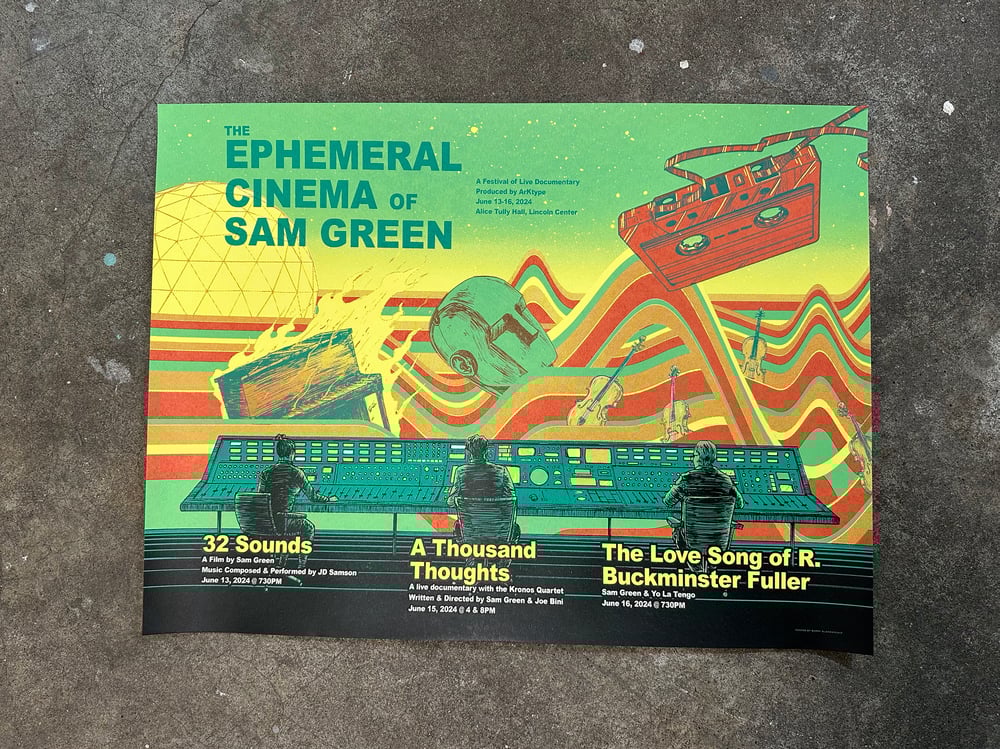 THE
EPHEMERAL
CINEMA OF
SAM GREEN
A Festival of Live Documentary
Produced by ArKtype
June 13-16, 2024
Alice Tully Hall, Lincoln Center
32 Sounds
A Film by Sam Green
Music Composed & Performed by JD Samson
June 13, 2024 @ 730PM
A Thousand
Thoughts
A live documentary with the Kronos Quartet
Written & Directed by Sam Green & Joe Bini
June 15, 2024 @ 4 & 8PM
The Love Song of R.
Buckminster Fuller
Sam Green & Yo La Tengo
June 16, 2024 @ 730PM